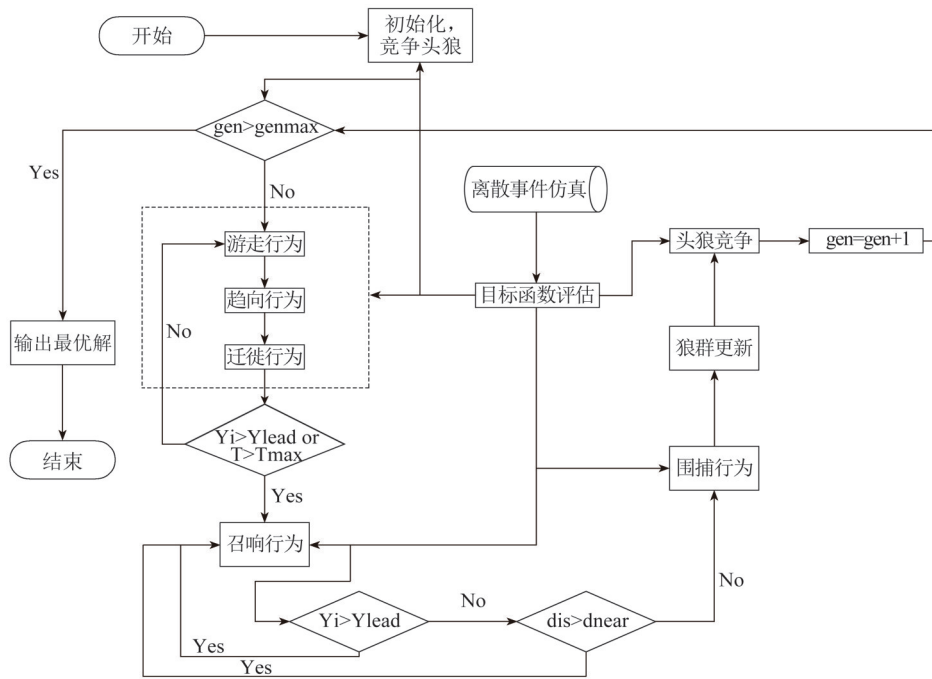 开始
初始化，
竞争头狼
gen>genmax
Yes
No
离散事件仿真
游走行为
头狼竞争
gen=gen+1
趋向行为
目标函数评估
No
输出最优解
迁徙行为
狼群更新
Yi>Ylead or
T>Tmax
结束
围捕行为
Yes
召响行为
No
Yi>Ylead
No
dis>dnear
Yes
Yes